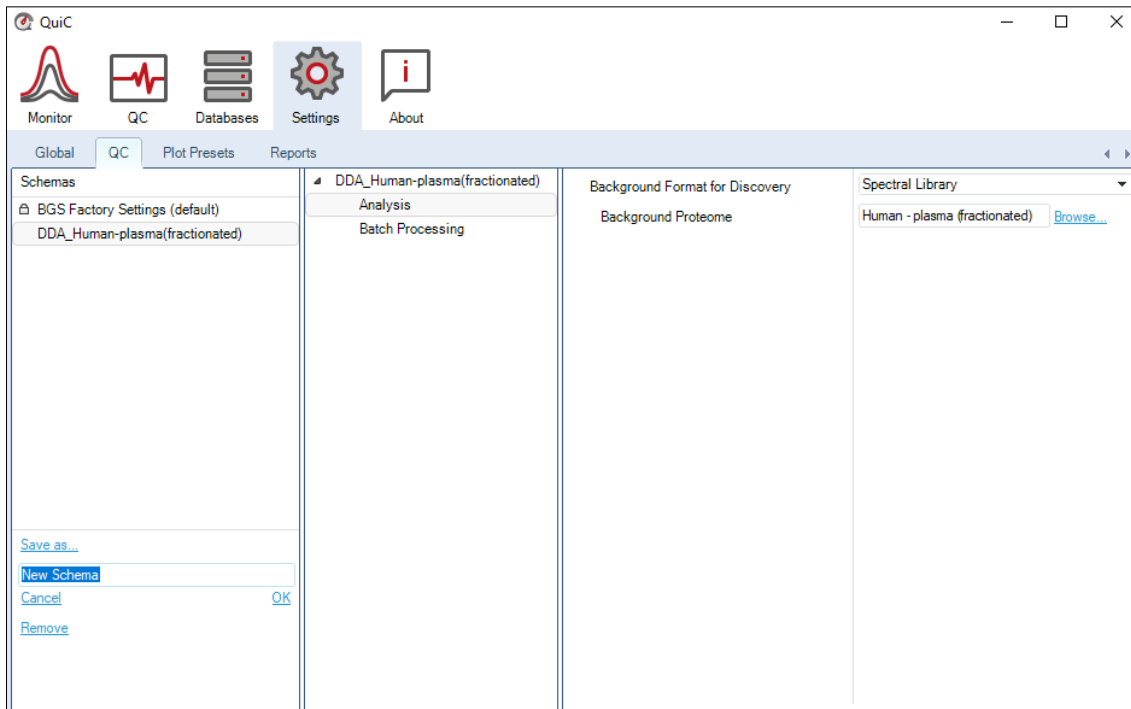 QuiC
Monitor QC Databases Settings About
Global QC Plot Presets Reports
Schemas
BGS Factory Settings (default)
DDA_Human-plasma(fractionated)
Save as...
New Schema
Cancel OK
Remove
DDA_Human-plasma(fractionated)
Analysis
Batch Processing
Background Format for Discovery Spectral Library
Background Proteome Human - plasma (fractionated) Browse...